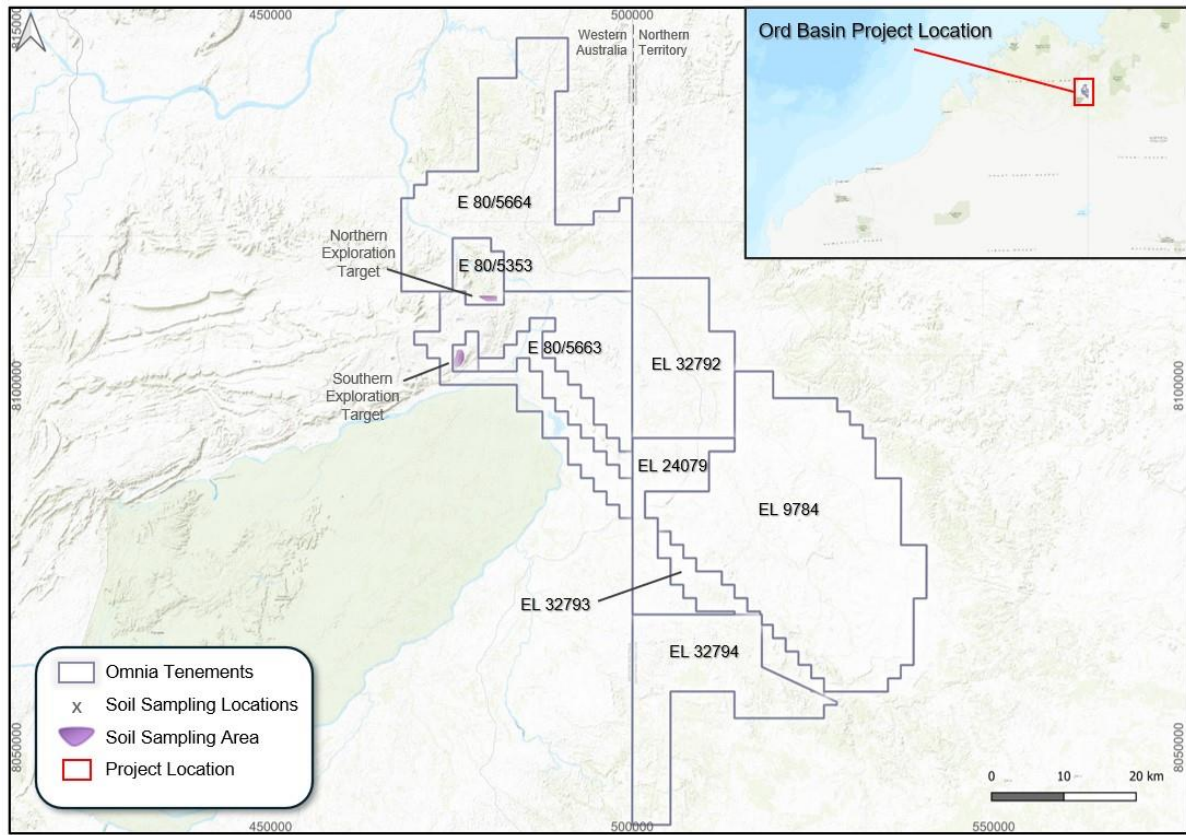 450000
500000
8150000
Western
Australia
Northern
Territory
Ord Basin Project Location
E 80/5664
Northern
Exploration
Target
E 80/5353
E 80/5663
Southern
Exploration
Target
8100000
8100000
EL 32792
EL 24079
EL 9784
EL 32793
EL 32794
Omnia Tenements
x Soil Sampling Locations
Soil Sampling Area
Project Location
8050000
8050000
0 10 20 km
450000
500000
550000